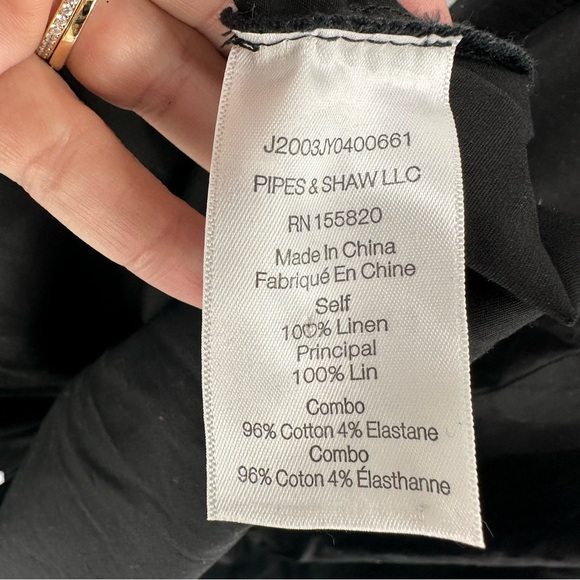 J2003JY0400661
PIPES & SHAW LLC
RN 155820
Made In China
Fabriqué En Chine
Self
100% Linen
Principal
100% Lin
Combo
96% Cotton 4% Elastane
Combo
96% Coton 4% Élasthanne